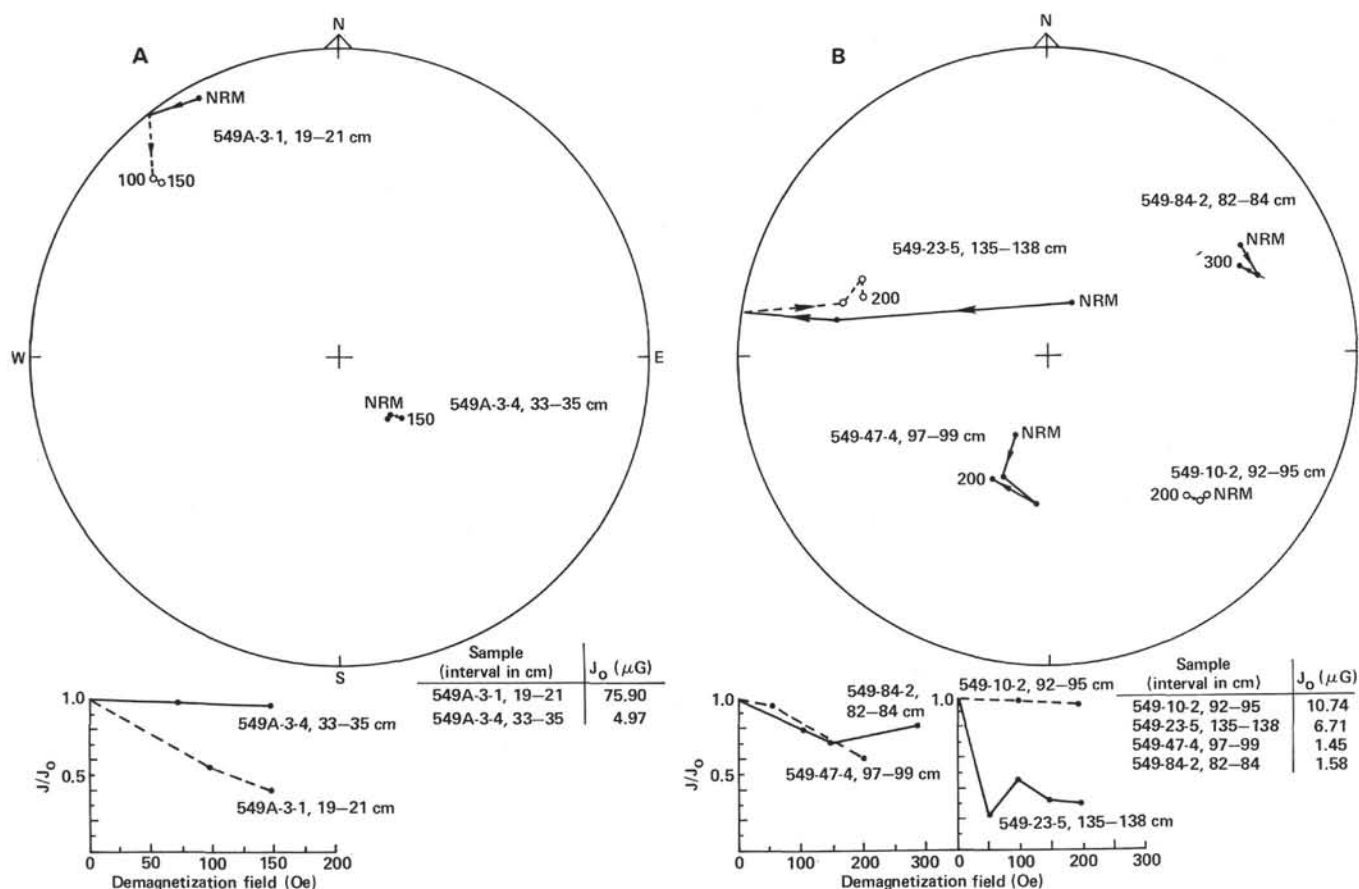 A
N
NRM
549A-3-1, 19–21 cm
100
150
W
E
NRM
150
549A-3-4, 33–35 cm
S
Sample
(interval in cm)
J₀ (μG)
549A-3-1, 19–21
75.90
549A-3-4, 33–35
4.97
1.0
0.5
J/J₀
549A-3-4, 33–35 cm
549A-3-1, 19–21 cm
0
50
100
150
200
Demagnetization field (Oe)
B
N
549-84-2, 82–84 cm
NRM
300
549-23-5, 135–138 cm
200
NRM
549-47-4, 97–99 cm
NRM
200
549-10-2, 92–95 cm
200
NRM
Sample
(interval in cm)
J₀ (μG)
549-10-2, 92–95
10.74
549-23-5, 135–138
6.71
549-47-4, 97–99
1.45
549-84-2, 82–84
1.58
1.0
0.5
J/J₀
549-84-2,
82–84 cm
549-47-4, 97–99 cm
0
100
200
300
1.0
0.5
549-10-2, 92–95 cm
549-23-5, 135–138 cm
0
100
200
300
Demagnetization field (Oe)